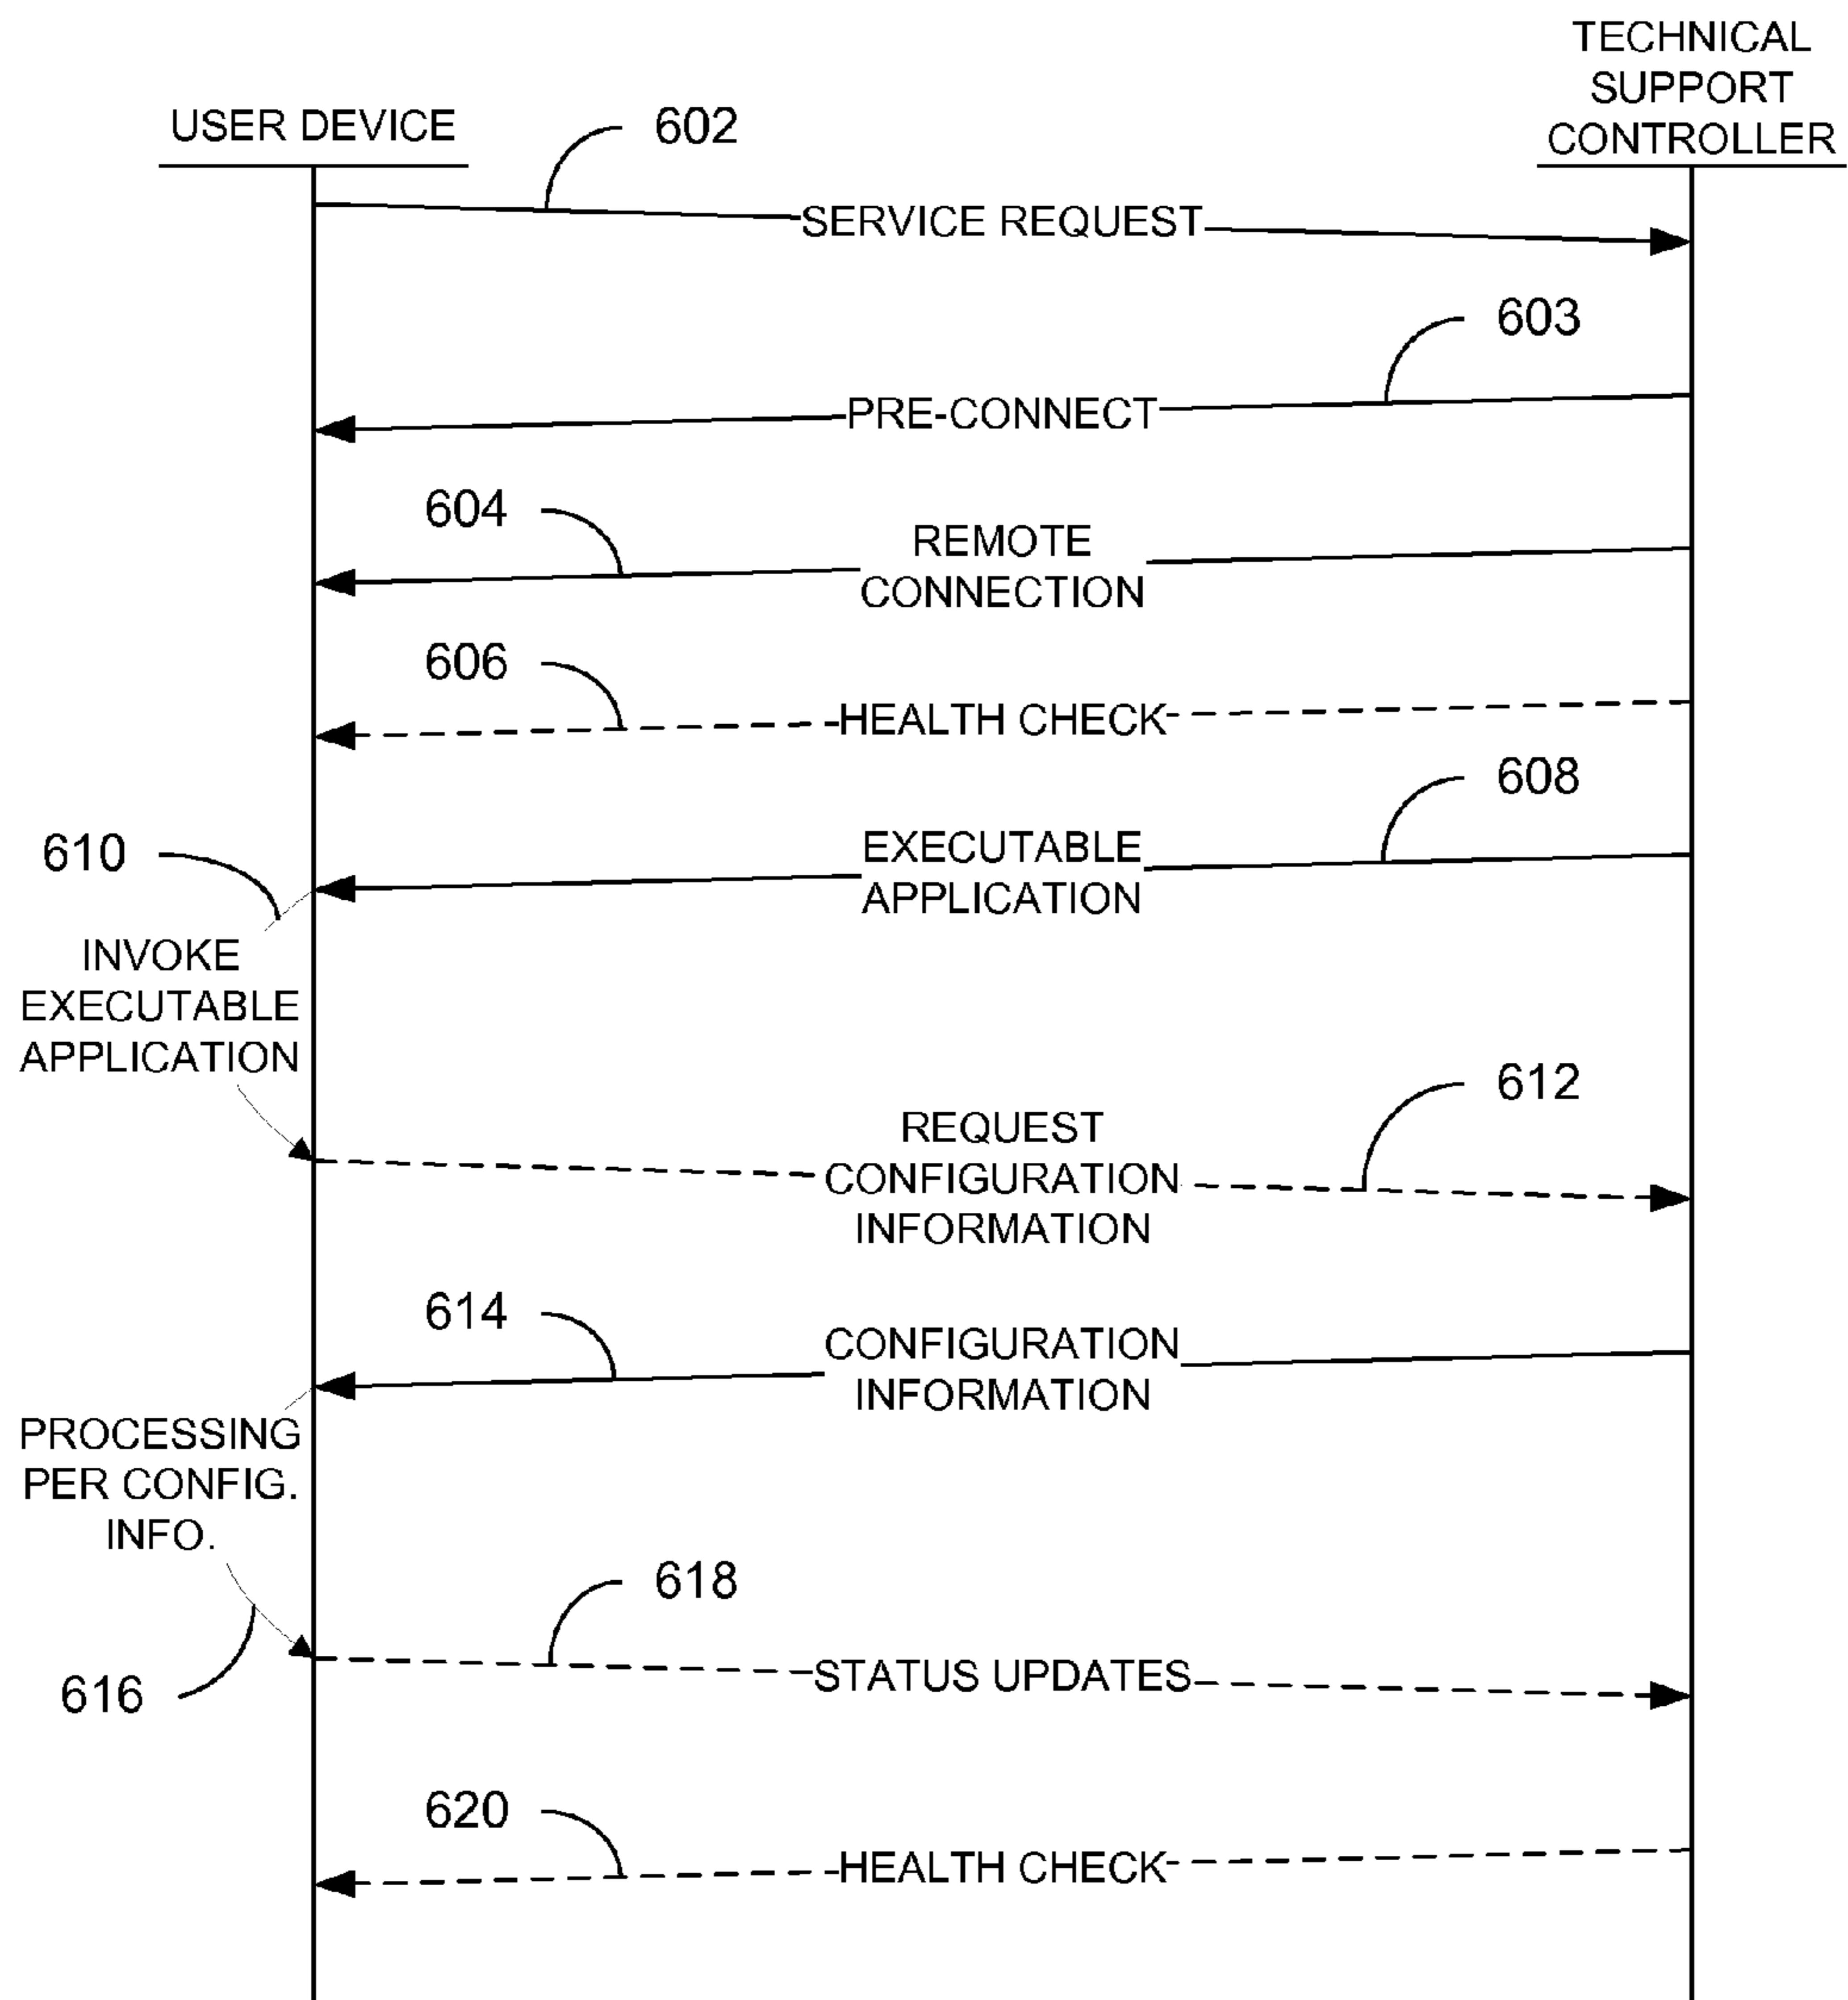 TECHNICAL
SUPPORT
CONTROLLER
USER DEVICE
602
SERVICE REQUEST
603
PRE-CONNECT
604
REMOTE
CONNECTION
606
HEALTH CHECK
608
EXECUTABLE
APPLICATION
610
INVOKE
EXECUTABLE
APPLICATION
612
REQUEST
CONFIGURATION
INFORMATION
614
CONFIGURATION
INFORMATION
PROCESSING
PER CONFIG.
INFO.
616
618
STATUS UPDATES
620
HEALTH CHECK